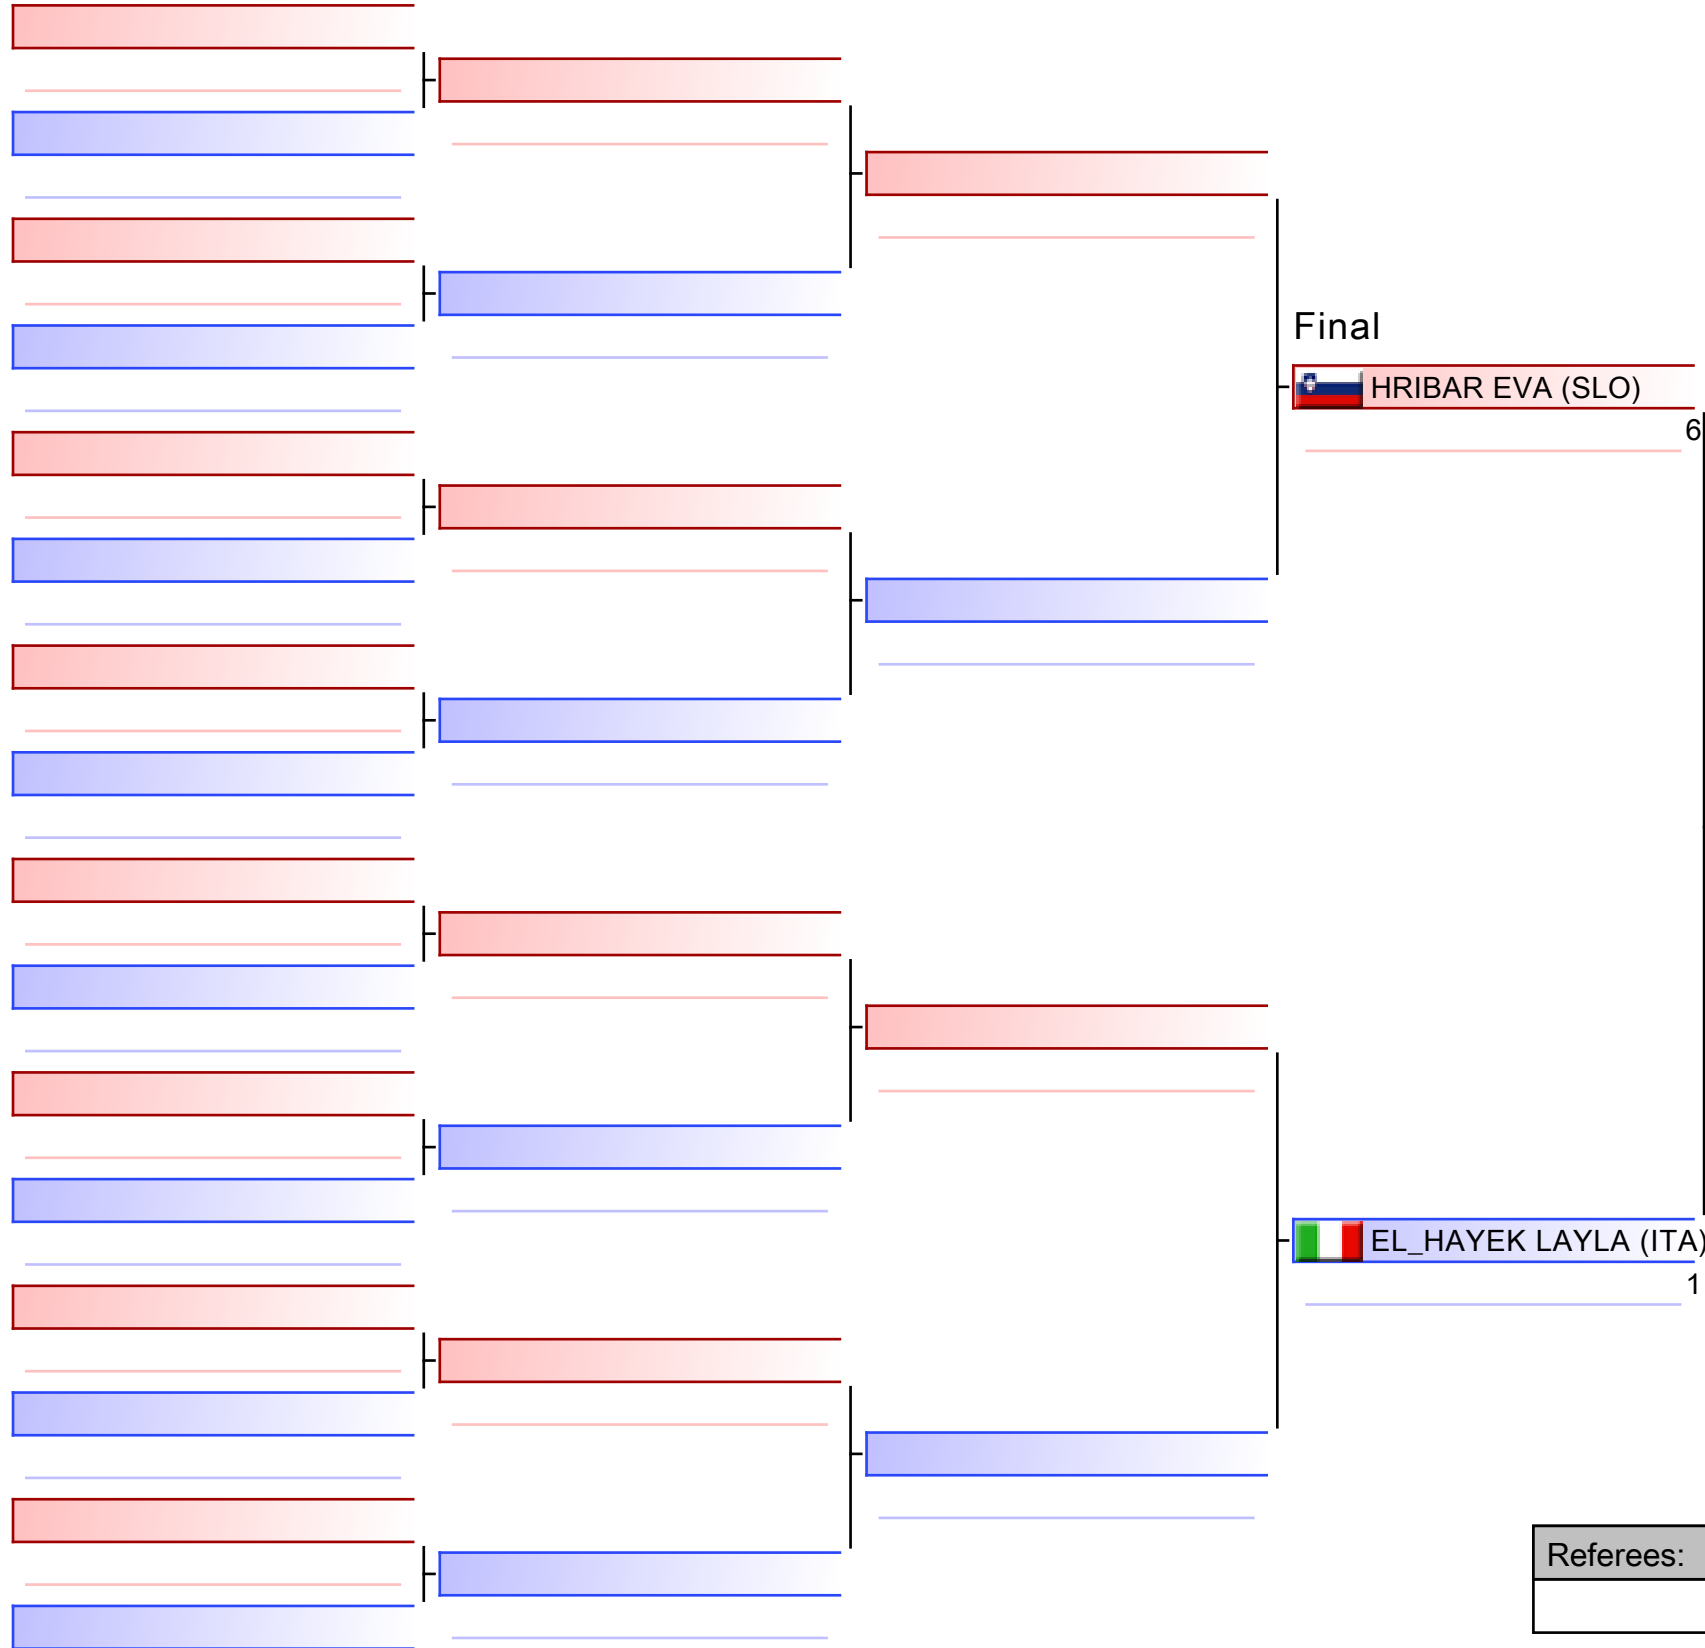 Final
HRIBAR EVA (SLO)
6
EL_HAYEK LAYLA (ITA)
1
Referees: